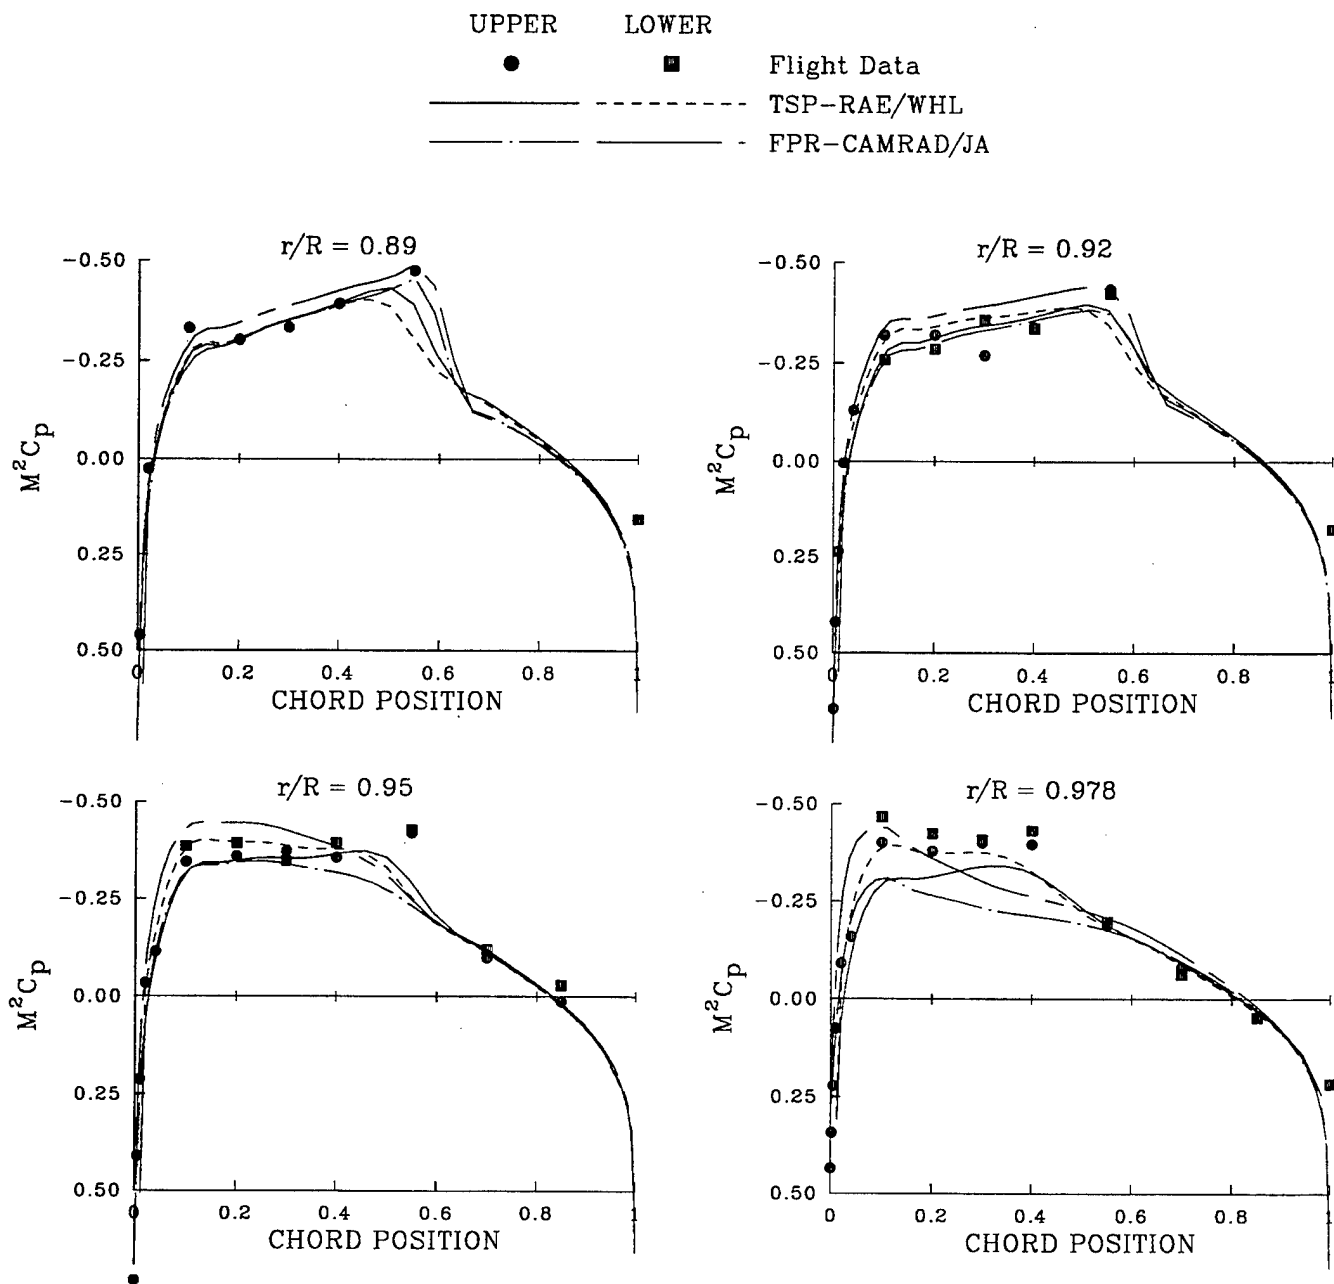 UPPER LOWER
Flight Data
TSP-RAE/WHL
FPR-CAMRAD/JA
r/R = 0.89
-0.50
-0.25
0.00
0.25
0.50
M²Cp
0 0.2 0.4 0.6 0.8 1
CHORD POSITION
r/R = 0.92
-0.50
-0.25
0.00
0.25
0.50
M²Cp
0 0.2 0.4 0.6 0.8 1
CHORD POSITION
r/R = 0.95
-0.50
-0.25
0.00
0.25
0.50
M²Cp
0 0.2 0.4 0.6 0.8 1
CHORD POSITION
r/R = 0.978
-0.50
-0.25
0.00
0.25
0.50
M²Cp
0 0.2 0.4 0.6 0.8 1
CHORD POSITION